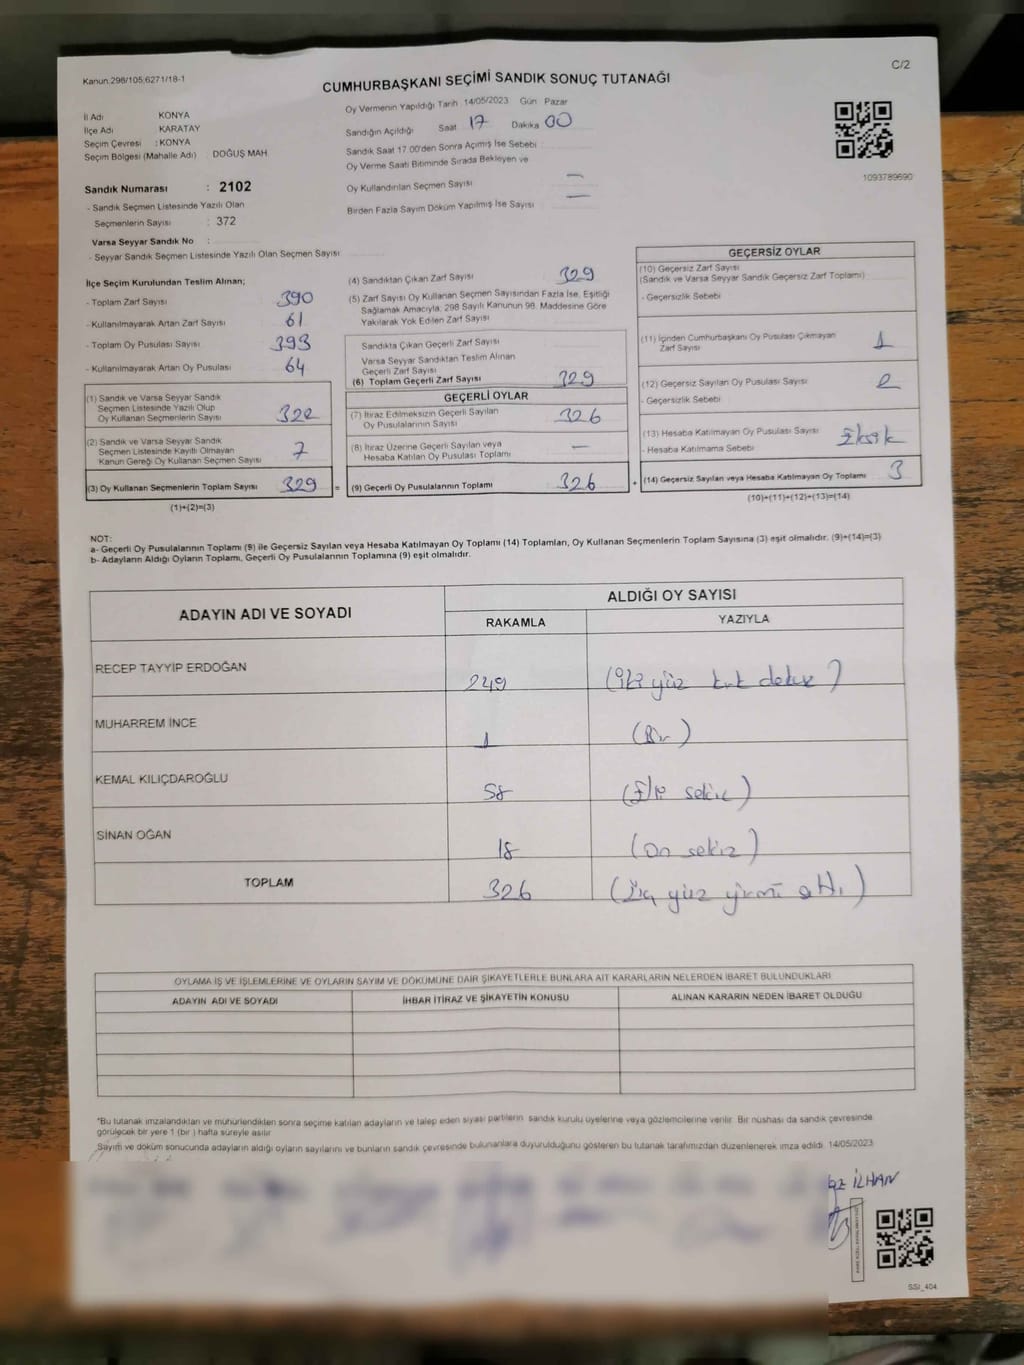 Kanun.298/105;6271/18-1
C/2
CUMHURBAŞKANI SEÇİMİ SANDIK SONUÇ TUTANAĞI
İl Adı KONYA
İlçe Adı KARATAY
Seçim Çevresi : KONYA
Seçim Bölgesi (Mahalle Adı) DOĞUŞ MAH.
Sandık Numarası : 2102
- Sandık Seçmen Listesinde Yazılı Olan
Seçmenlerin Sayısı : 372
Varsa Seyyar Sandık No :
- Seyyar Sandık Seçmen Listesinde Yazılı Olan Seçmen Sayısı
Oy Vermenin Yapıldığı Tarih 14/05/2023 Gün Pazar
Sandığın Açıldığı Saat 17 Dakika 00
Sandık Saat 17.00'den Sonra Açımış İse Sebebi
Oy Verme Saati Bitiminde Sırada Bekleyen ve
Oy Kullandırılan Seçmen Sayısı —
Birden Fazla Sayım Döküm Yapılmış İse Sayısı —
1093789690
İlçe Seçim Kurulundan Teslim Alınan;
- Toplam Zarf Sayısı 390
- Kullanılmayarak Artan Zarf Sayısı 61
- Toplam Oy Pusulası Sayısı 393
- Kullanılmayarak Artan Oy Pusulası 64
(1) Sandık ve Varsa Seyyar Sandık
Seçmen Listesinde Yazılı Olup
Oy Kullanan Seçmenlerin Sayısı 322
(2) Sandık ve Varsa Seyyar Sandık
Seçmen Listesinde Kayıtlı Olmayan
Kanun Gereği Oy Kullanan Seçmen Sayısı 7
(3) Oy Kullanan Seçmenlerin Toplam Sayısı 329 =
(1)+(2)=(3)
(4) Sandıktan Çıkan Zarf Sayısı 329
(5) Zarf Sayısı Oy Kullanan Seçmen Sayısından Fazla İse, Eşitliği
Sağlamak Amacıyla, 298 Sayılı Kanunun 98. Maddesine Göre
Yakılarak Yok Edilen Zarf Sayısı
Sandıkta Çıkan Geçerli Zarf Sayısı
Varsa Seyyar Sandıktan Teslim Alınan
Geçerli Zarf Sayısı
(6) Toplam Geçerli Zarf Sayısı 329
GEÇERLİ OYLAR
(7) İtiraz Edilmeksizin Geçerli Sayılan
Oy Pusulalarının Sayısı 326
(8) İtiraz Üzerine Geçerli Sayılan veya
Hesaba Katılan Oy Pusulası Toplamı —
(9) Geçerli Oy Pusulalarının Toplamı 326 +
GEÇERSİZ OYLAR
(10) Geçersiz Zarf Sayısı
(Sandık ve Varsa Seyyar Sandık Geçersiz Zarf Toplamı)
- Geçersizlik Sebebi
(11) İçinden Cumhurbaşkanı Oy Pusulası Çıkmayan
Zarf Sayısı 1
(12) Geçersiz Sayılan Oy Pusulası Sayısı 2
- Geçersizlik Sebebi
(13) Hesaba Katılmayan Oy Pusulası Sayısı Eksik
- Hesaba Katılmama Sebebi
(14) Geçersiz Sayılan veya Hesaba Katılmayan Oy Toplamı 3
(10)+(11)+(12)+(13)=(14)
NOT:
a- Geçerli Oy Pusulalarının Toplamı (9) ile Geçersiz Sayılan veya Hesaba Katılmayan Oy Toplamı (14) Toplamları, Oy Kullanan Seçmenlerin Toplam Sayısına (3) eşit olmalıdır. (9)+(14)=(3)
b- Adayların Aldığı Oyların Toplamı, Geçerli Oy Pusulalarının Toplamına (9) eşit olmalıdır.
ADAYIN ADI VE SOYADI
ALDIĞI OY SAYISI
RAKAMLA YAZIYLA
RECEP TAYYİP ERDOĞAN 249 (İki yüz kırk dokuz)
MUHARREM İNCE 1 (Bir)
KEMAL KILIÇDAROĞLU 58 (Elli sekiz)
SİNAN OĞAN 18 (On sekiz)
TOPLAM 326 (Üç yüz yirmi altı)
OYLAMA İŞ VE İŞLEMLERİNE VE OYLARIN SAYIM VE DÖKÜMÜNE DAİR ŞİKAYETLERLE BUNLARA AİT KARARLARIN NELERDEN İBARET BULUNDUKLARI
ADAYIN ADI VE SOYADI İHBAR İTİRAZ VE ŞİKAYETİN KONUSU ALINAN KARARIN NEDEN İBARET OLDUĞU
*Bu tutanak imzalandıktan ve mühürlendikten sonra seçime katılan adayların ve talep eden siyasi partilerin sandık kurulu üyelerine veya gözlemcilerine verilir. Bir nüshası da sandık çevresinde
görülecek bir yere 1 (bir) hafta süreyle asılır
Sayım ve döküm sonucunda adayların aldığı oyların sayılarını ve bunların sandık çevresinde bulunanlara duyurulduğunu gösteren bu tutanak tarafımızdan düzenlenerek imza edildi. 14/05/2023
İLHAN
SSI_404